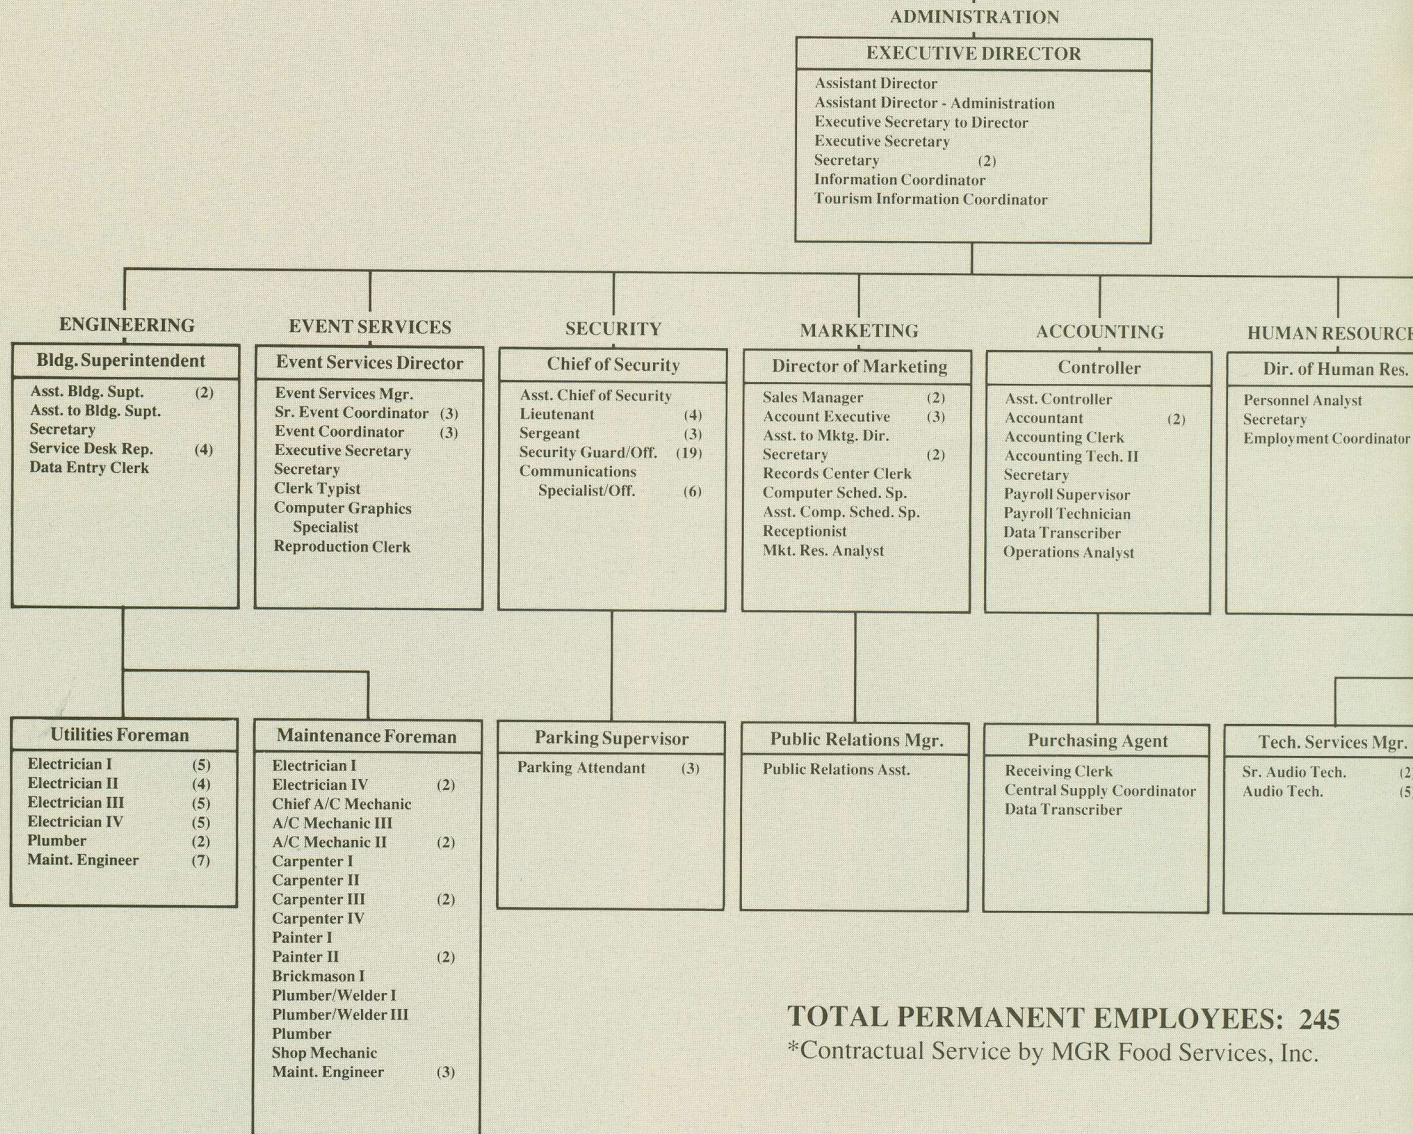 ADMINISTRATION
EXECUTIVE DIRECTOR
Assistant Director
Assistant Director - Administration
Executive Secretary to Director
Executive Secretary
Secretary (2)
Information Coordinator
Tourism Information Coordinator
ENGINEERING
Bldg. Superintendent
Asst. Bldg. Supt. (2)
Asst. to Bldg. Supt.
Secretary
Service Desk Rep. (4)
Data Entry Clerk
EVENT SERVICES
Event Services Director
Event Services Mgr.
Sr. Event Coordinator (3)
Event Coordinator (3)
Executive Secretary
Secretary
Clerk Typist
Computer Graphics
Specialist
Reproduction Clerk
SECURITY
Chief of Security
Asst. Chief of Security
Lieutenant (4)
Sergeant (3)
Security Guard/Off. (19)
Communications
Specialist/Off. (6)
MARKETING
Director of Marketing
Sales Manager (2)
Account Executive (3)
Asst. to Mktg. Dir.
Secretary (2)
Records Center Clerk
Computer Sched. Sp.
Asst. Comp. Sched. Sp.
Receptionist
Mkt. Res. Analyst
ACCOUNTING
Controller
Asst. Controller
Accountant (2)
Accounting Clerk
Accounting Tech. II
Secretary
Payroll Supervisor
Payroll Technician
Data Transcriber
Operations Analyst
HUMAN RESOURCE
Dir. of Human Res.
Personnel Analyst
Secretary
Employment Coordinator
Utilities Foreman
Electrician I (5)
Electrician II (4)
Electrician III (5)
Electrician IV (5)
Plumber (2)
Maint. Engineer (7)
Maintenance Foreman
Electrician I
Electrician IV (2)
Chief A/C Mechanic
A/C Mechanic III
A/C Mechanic II (2)
Carpenter I
Carpenter II
Carpenter III (2)
Carpenter IV
Painter I
Painter II (2)
Brickmason I
Plumber/Welder I
Plumber/Welder III
Plumber
Shop Mechanic
Maint. Engineer (3)
Parking Supervisor
Parking Attendant (3)
Public Relations Mgr.
Public Relations Asst.
Purchasing Agent
Receiving Clerk
Central Supply Coordinator
Data Transcriber
Tech. Services Mgr.
Sr. Audio Tech. (2
Audio Tech. (5
TOTAL PERMANENT EMPLOYEES: 245
*Contractual Service by MGR Food Services, Inc.